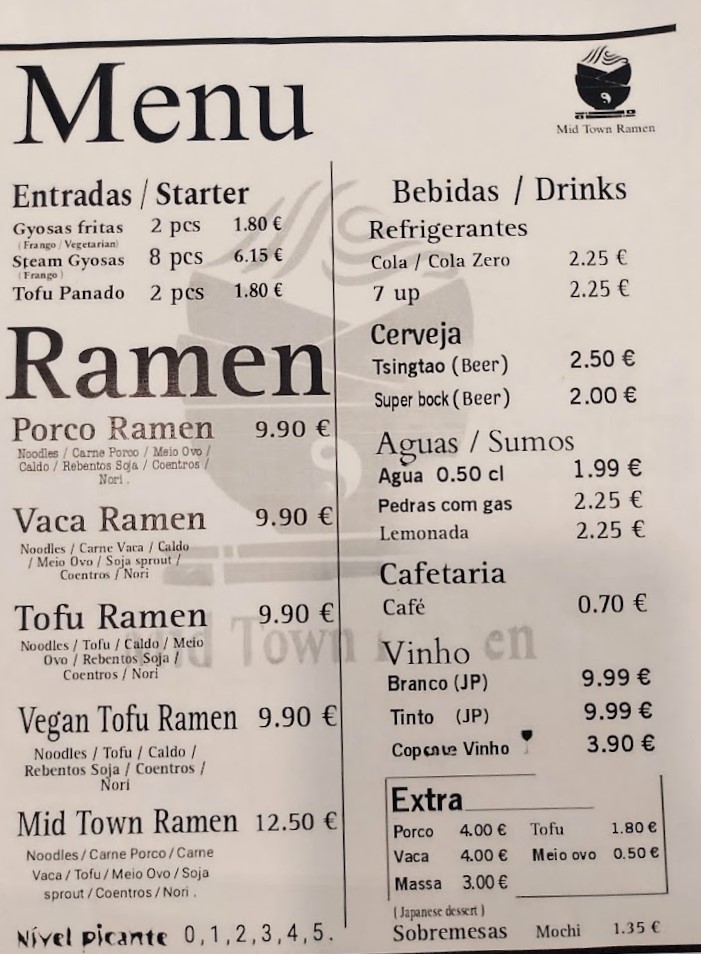 Menu
Mid Town Ramen
Entradas / Starter
Gyosas fritas 2 pcs 1.80 €
( Frango / Vegetarian)
Steam Gyosas 8 pcs 6.15 €
( Frango )
Tofu Panado 2 pcs 1.80 €
Ramen
Porco Ramen 9.90 €
Noodles / Carne Porco / Meio Ovo /
Caldo / Rebentos Soja / Coentros /
Nori .
Vaca Ramen 9.90 €
Noodles / Carne Vaca / Caldo
/ Meio Ovo / Soja sprout /
Coentros / Nori
Tofu Ramen 9.90 €
Noodles / Tofu / Caldo / Meio
Ovo / Rebentos Soja /
Coentros / Nori
Vegan Tofu Ramen 9.90 €
Noodles / Tofu / Caldo /
Rebentos Soja / Coentros /
Nori
Mid Town Ramen 12.50 €
Noodles / Carne Porco / Carne
Vaca / Tofu / Meio Ovo / Soja
sprout / Coentros / Nori .
Nível picante 0,1,2,3,4,5.
Bebidas / Drinks
Refrigerantes
Cola / Cola Zero 2.25 €
7 up 2.25 €
Cerveja
Tsingtao (Beer) 2.50 €
Super bock (Beer) 2.00 €
Aguas / Sumos
Agua 0.50 cl 1.99 €
Pedras com gas 2.25 €
Lemonada 2.25 €
Cafetaria
Café 0.70 €
Vinho
Branco (JP) 9.99 €
Tinto (JP) 9.99 €
Vinho 3.90 €
Extra
Porco 4.00 € Tofu 1.80 €
Vaca 4.00 € Meio ovo 0.50 €
Massa 3.00 €
( Japanese dessert )
Sobremesas Mochi 1.35 €